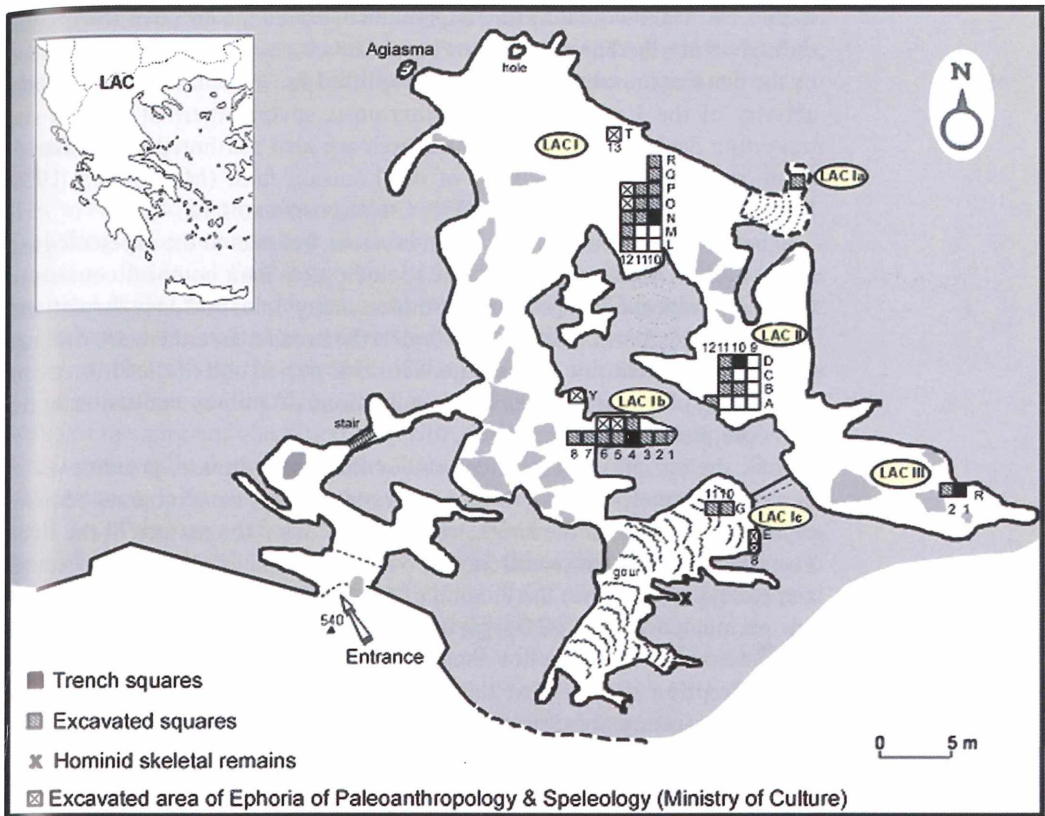 LAC
Agiasma
hole
N
LAC I
T
13
LAC Ia
R
Q
P
O
N
M
L
12 11 10
LAC II
12 11 10 9
D
C
B
A
Y
LAC Ib
8 7 6 5 4 3 2 1
stair
LAC III
R
2 1
11 10
G
LAC Ic
E
8
gour
x
540
Entrance
Trench squares
Excavated squares
x Hominid skeletal remains
Excavated area of Ephoria of Paleoanthropology & Speleology (Ministry of Culture)
0 5 m